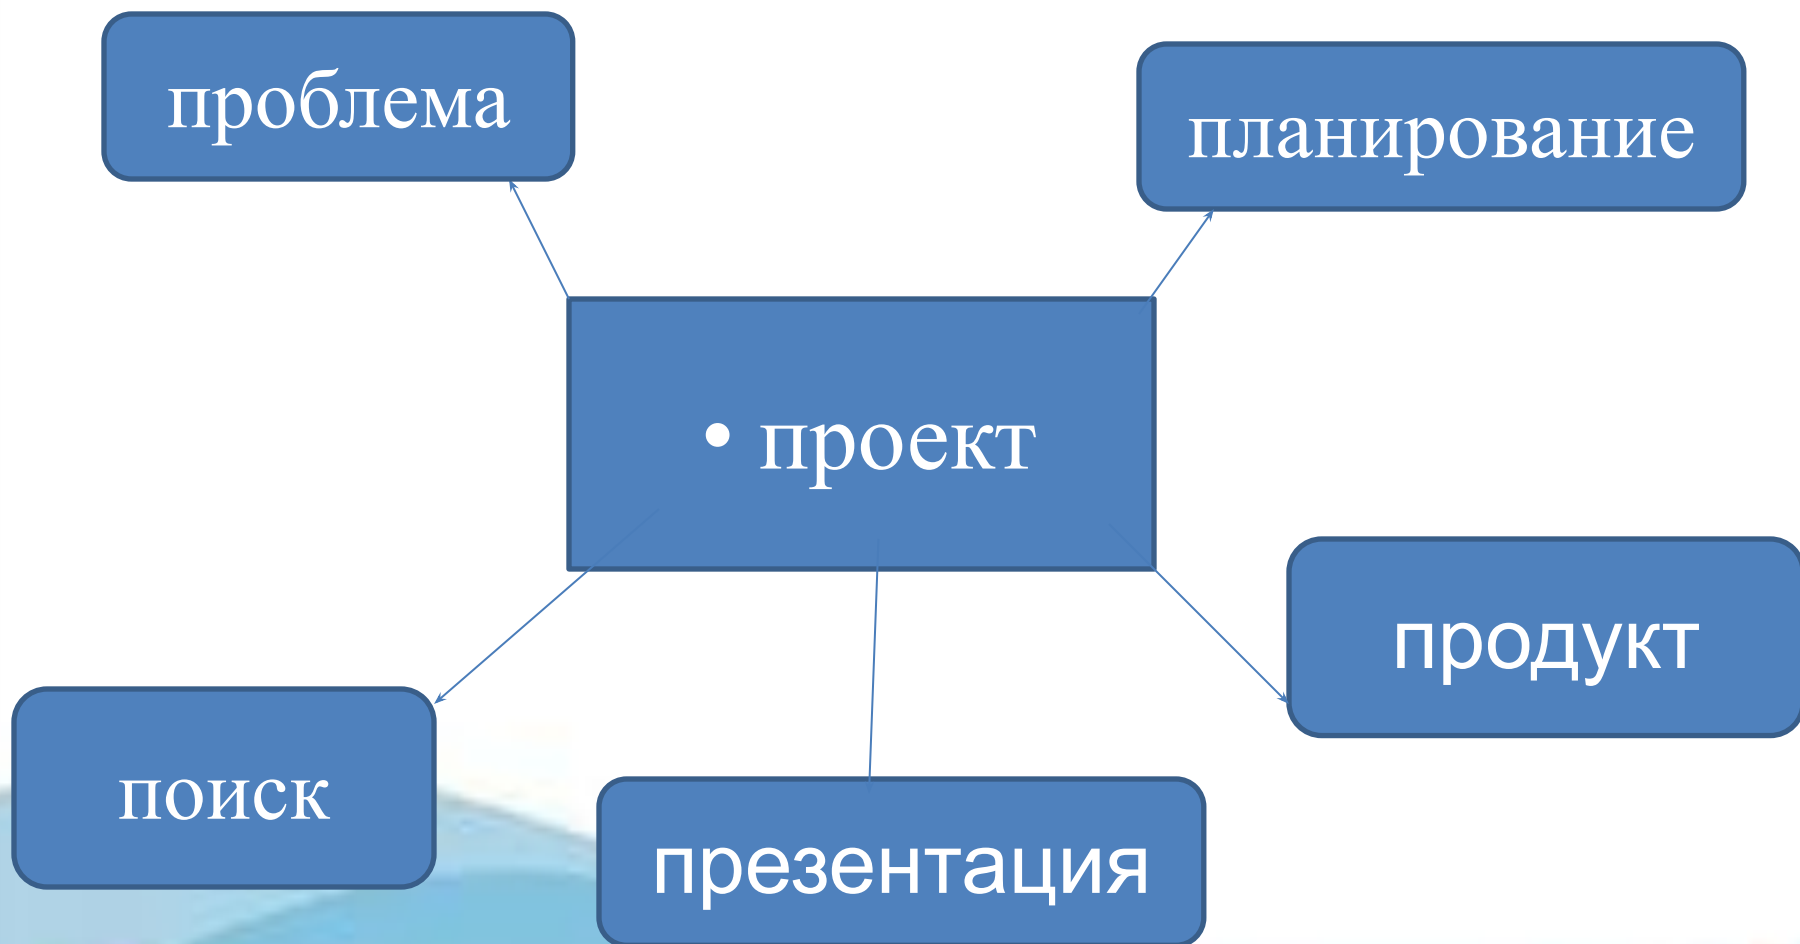 проблема
планирование
• проект
продукт
поиск
презентация